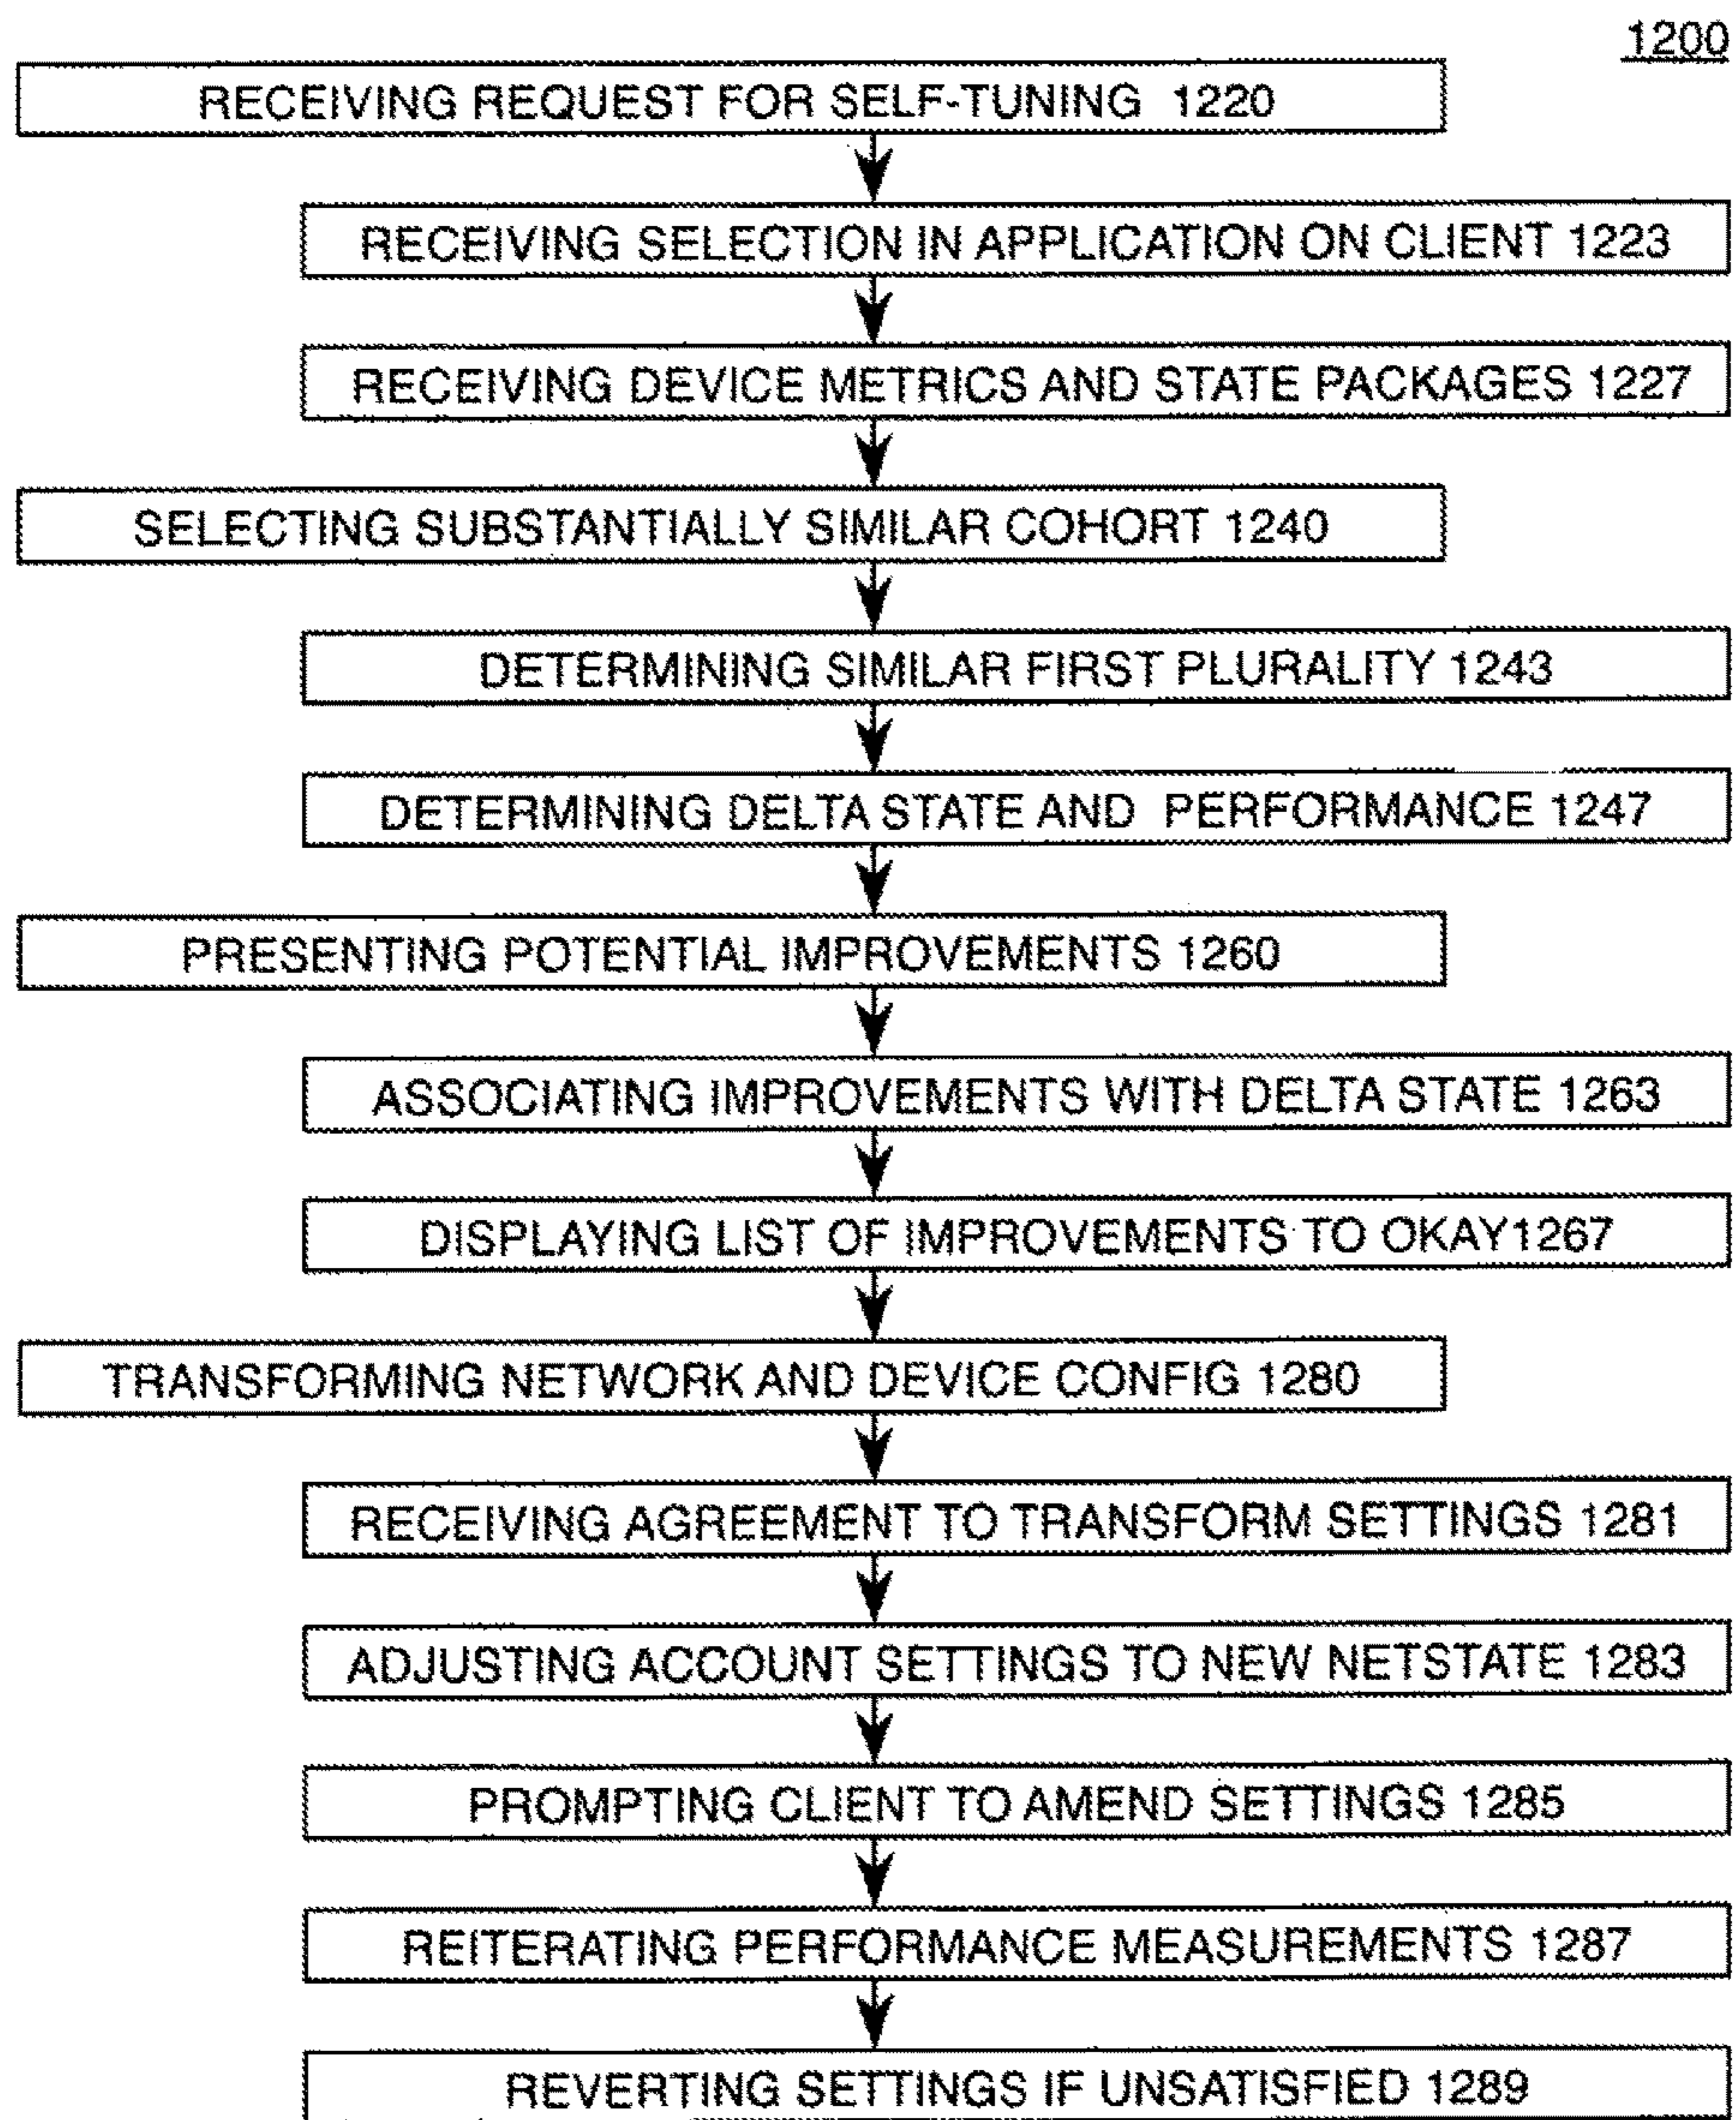 1200
RECEIVING REQUEST FOR SELF-TUNING 1220
RECEIVING SELECTION IN APPLICATION ON CLIENT 1223
RECEIVING DEVICE METRICS AND STATE PACKAGES 1227
SELECTING SUBSTANTIALLY SIMILAR COHORT 1240
DETERMINING SIMILAR FIRST PLURALITY 1243
DETERMINING DELTA STATE AND PERFORMANCE 1247
PRESENTING POTENTIAL IMPROVEMENTS 1260
ASSOCIATING IMPROVEMENTS WITH DELTA STATE 1263
DISPLAYING LIST OF IMPROVEMENTS TO OKAY1267
TRANSFORMING NETWORK AND DEVICE CONFIG 1280
RECEIVING AGREEMENT TO TRANSFORM SETTINGS 1281
ADJUSTING ACCOUNT SETTINGS TO NEW NETSTATE 1283
PROMPTING CLIENT TO AMEND SETTINGS 1285
REITERATING PERFORMANCE MEASUREMENTS 1287
REVERTING SETTINGS IF UNSATISFIED 1289